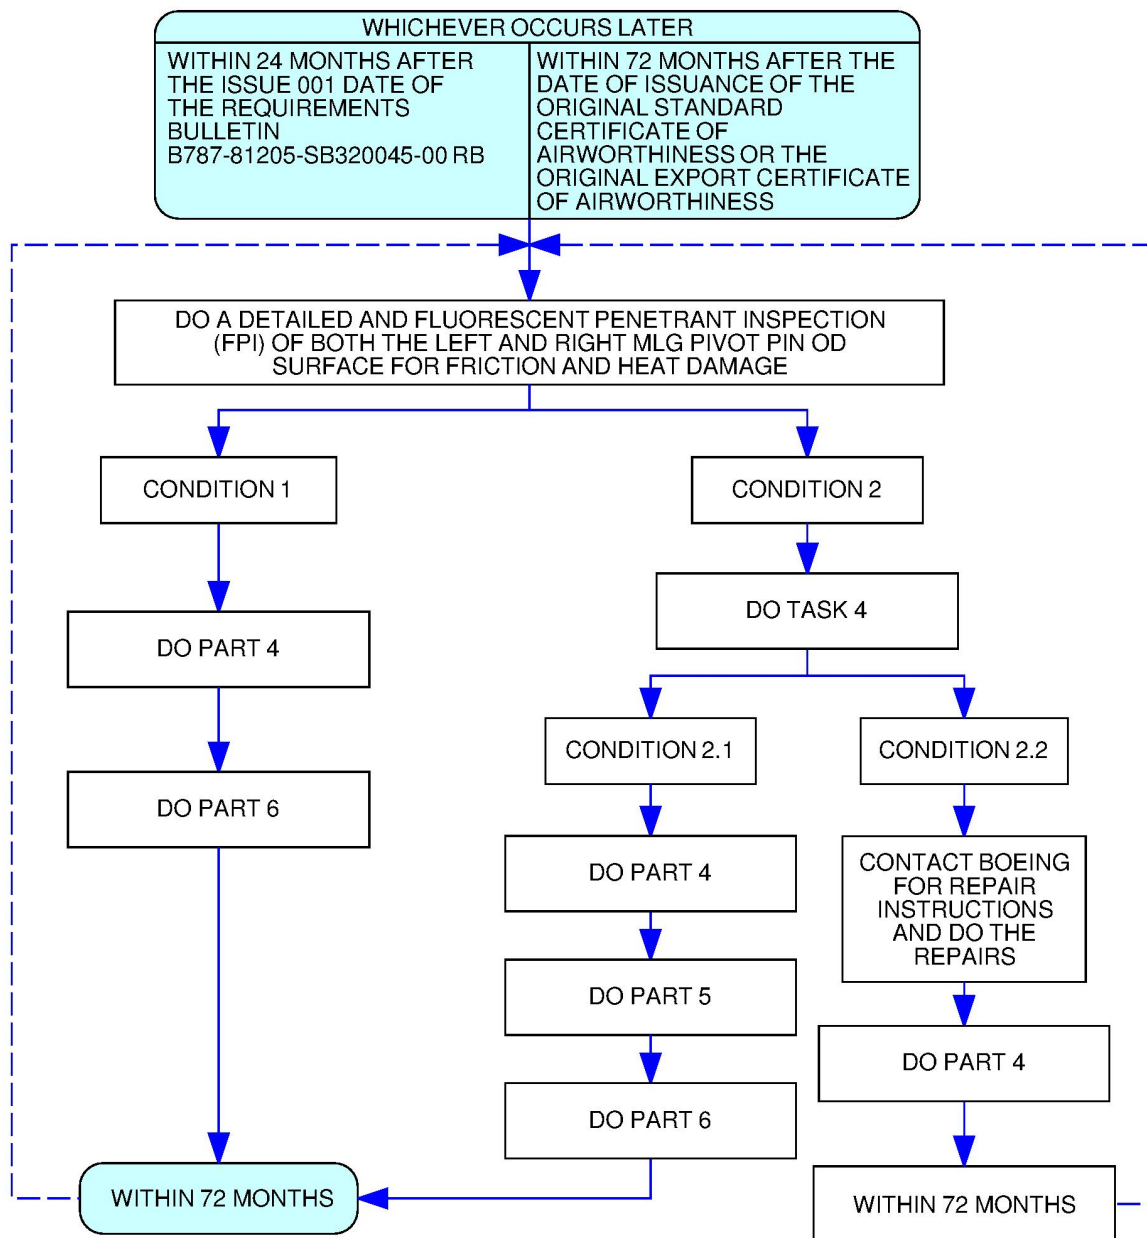 WHICHEVER OCCURS LATER
WITHIN 24 MONTHS AFTER
THE ISSUE 001 DATE OF
THE REQUIREMENTS
BULLETIN
B787-81205-SB320045-00 RB
WITHIN 72 MONTHS AFTER THE
DATE OF ISSUANCE OF THE
ORIGINAL STANDARD
CERTIFICATE OF
AIRWORTHINESS OR THE
ORIGINAL EXPORT CERTIFICATE
OF AIRWORTHINESS
DO A DETAILED AND FLUORESCENT PENETRANT INSPECTION
(FPI) OF BOTH THE LEFT AND RIGHT MLG PIVOT PIN OD
SURFACE FOR FRICTION AND HEAT DAMAGE
CONDITION 1
DO PART 4
DO PART 6
CONDITION 2
DO TASK 4
CONDITION 2.1
DO PART 4
DO PART 5
DO PART 6
WITHIN 72 MONTHS
CONDITION 2.2
CONTACT BOEING
FOR REPAIR
INSTRUCTIONS
AND DO THE
REPAIRS
DO PART 4
WITHIN 72 MONTHS